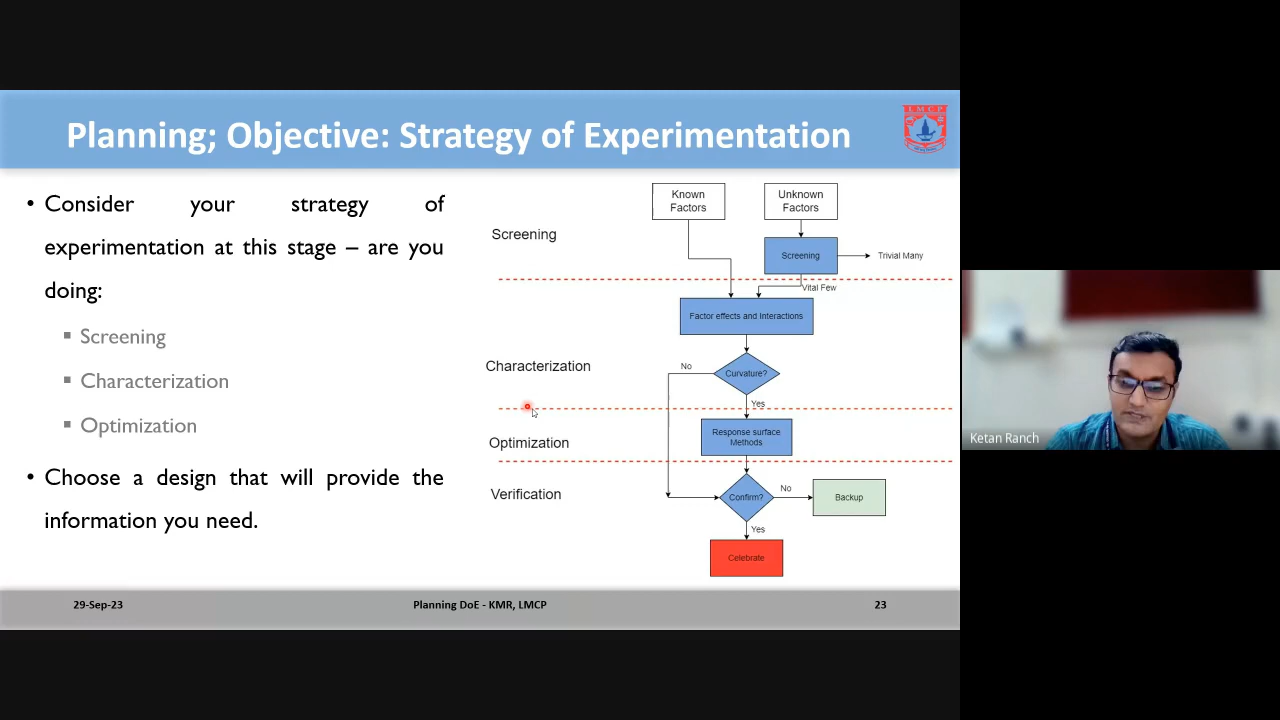 Planning; Objective: Strategy of Experimentation
LMCP
• Consider your strategy of
experimentation at this stage – are you
doing:
▪ Screening
▪ Characterization
▪ Optimization
• Choose a design that will provide the
information you need.
Known
Factors
Unknown
Factors
Screening
Screening
Trivial Many
Vital Few
Factor effects and Interactions
Characterization
No
Curvature?
Yes
Optimization
Response surface
Methods
Verification
Confirm?
No
Backup
Yes
Celebrate
29-Sep-23
Planning DoE - KMR, LMCP
23
Ketan Ranch